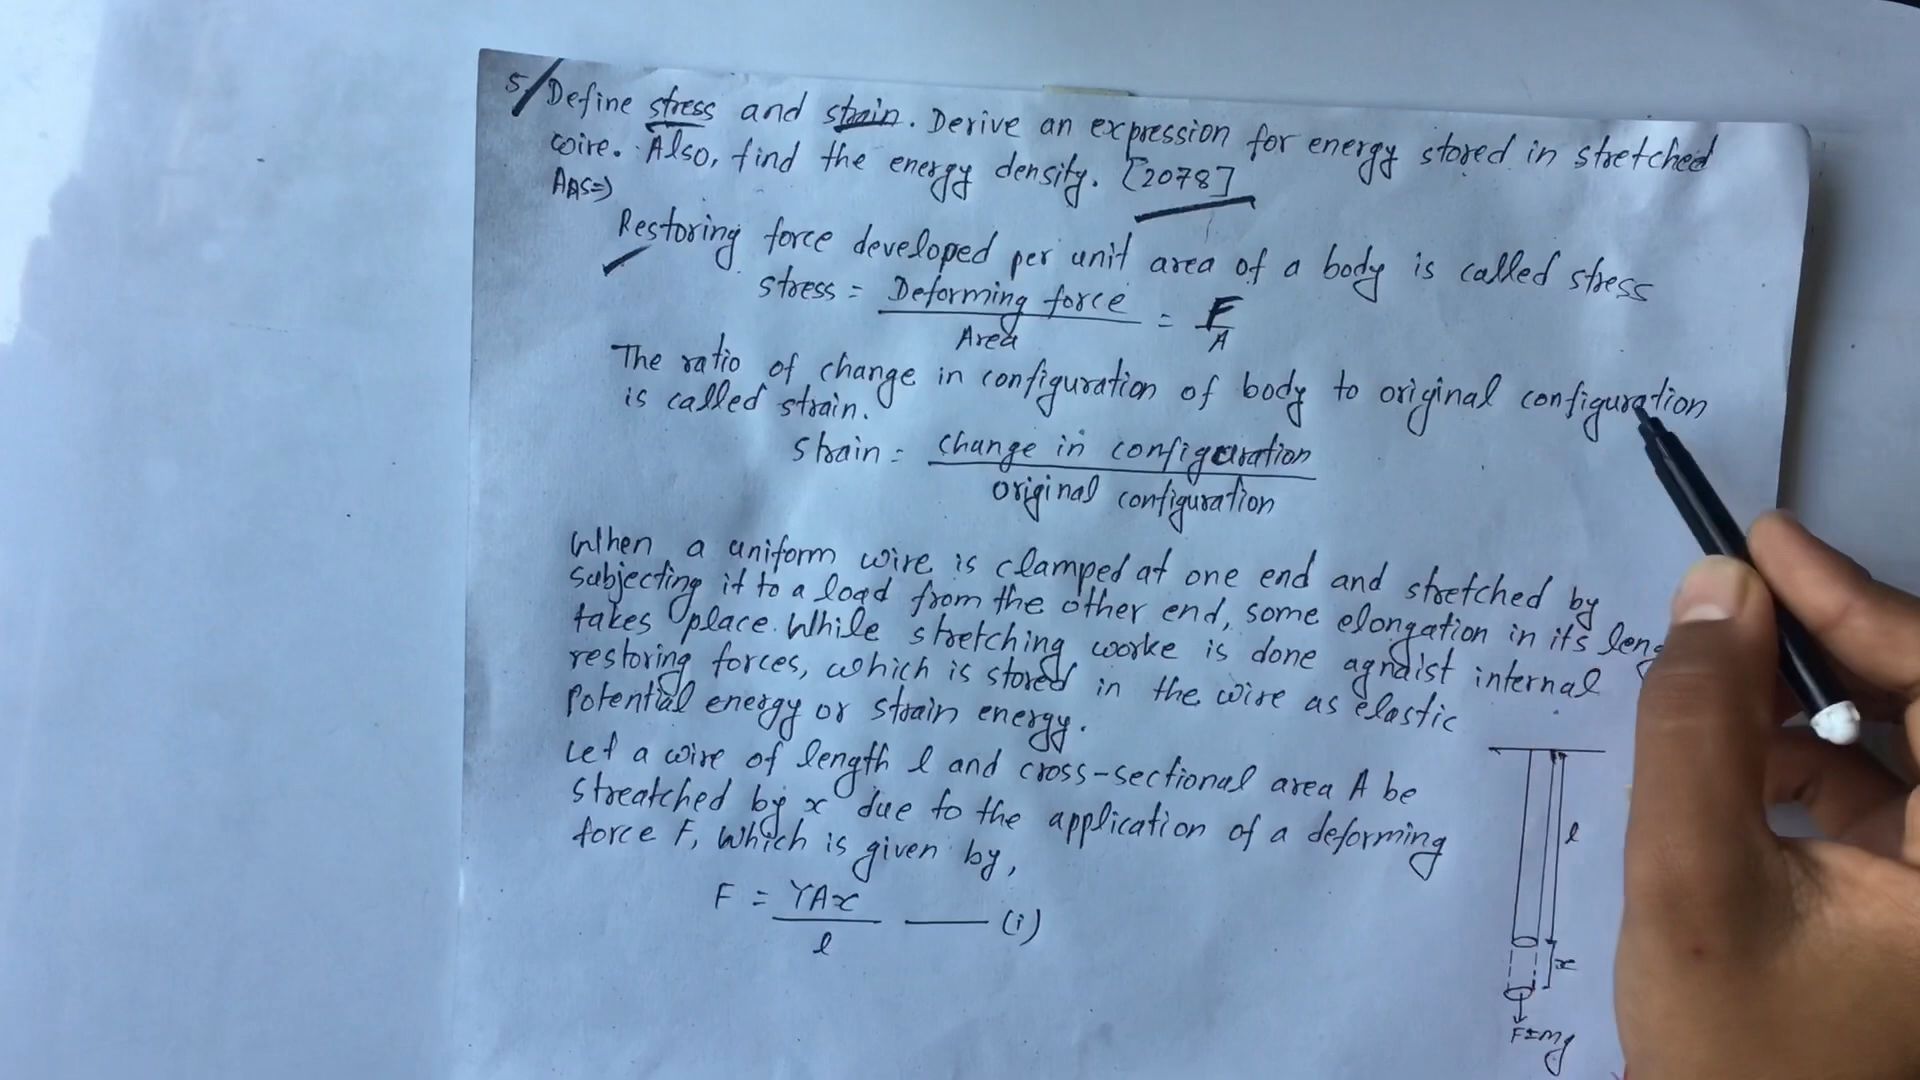 5. Define stress and strain. Derive an expression for energy stored in stretched
wire. Also, find the energy density. [2078]
Ans⇒
Restoring force developed per unit area of a body is called stress
stress = Deforming force / Area = F / A
The ratio of change in configuration of body to original configuration
is called strain.
strain = change in configuration / original configuration
When a uniform wire is clamped at one end and stretched by
subjecting it to a load from the other end, some elongation in its leng
takes place. While stretching worke is done agnaist internal
restoring forces, which is stored in the wire as elastic
Potential energy or strain energy.
Let a wire of length l and cross-sectional area A be
streatched by x due to the application of a deforming
force F, which is given by,
F = YAx / l —— (i)
l
x
F=mg